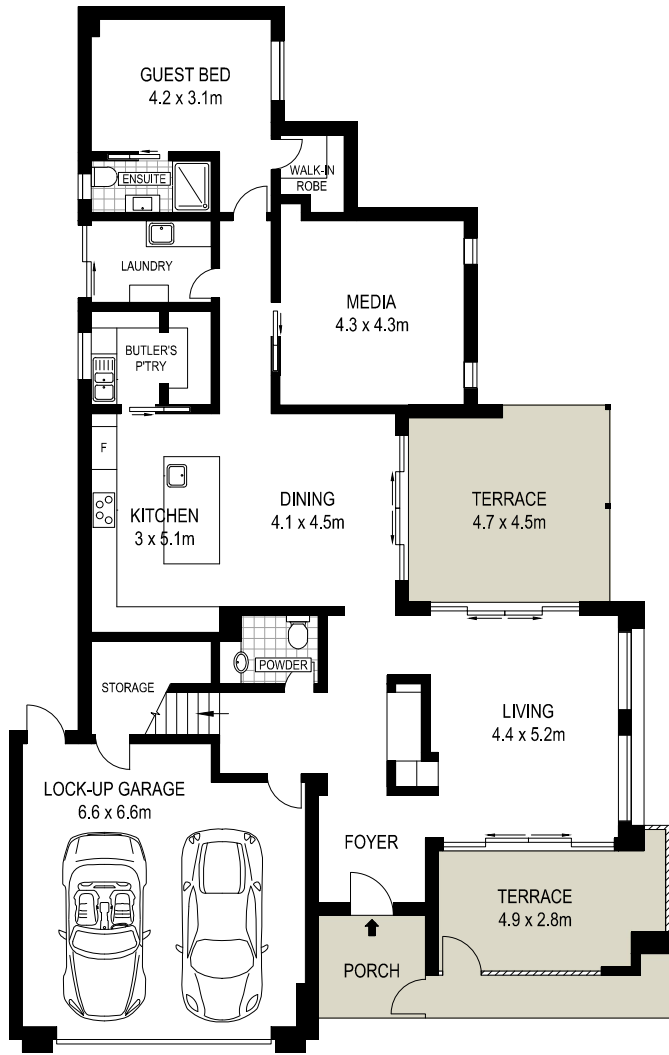 GUEST BED
4.2 x 3.1m
ENSUITE
WALK-IN
ROBE
LAUNDRY
MEDIA
4.3 x 4.3m
BUTLER'S
P'TRY
F
KITCHEN
3 x 5.1m
DINING
4.1 x 4.5m
TERRACE
4.7 x 4.5m
POWDER
STORAGE
LIVING
4.4 x 5.2m
LOCK-UP GARAGE
6.6 x 6.6m
FOYER
TERRACE
4.9 x 2.8m
PORCH